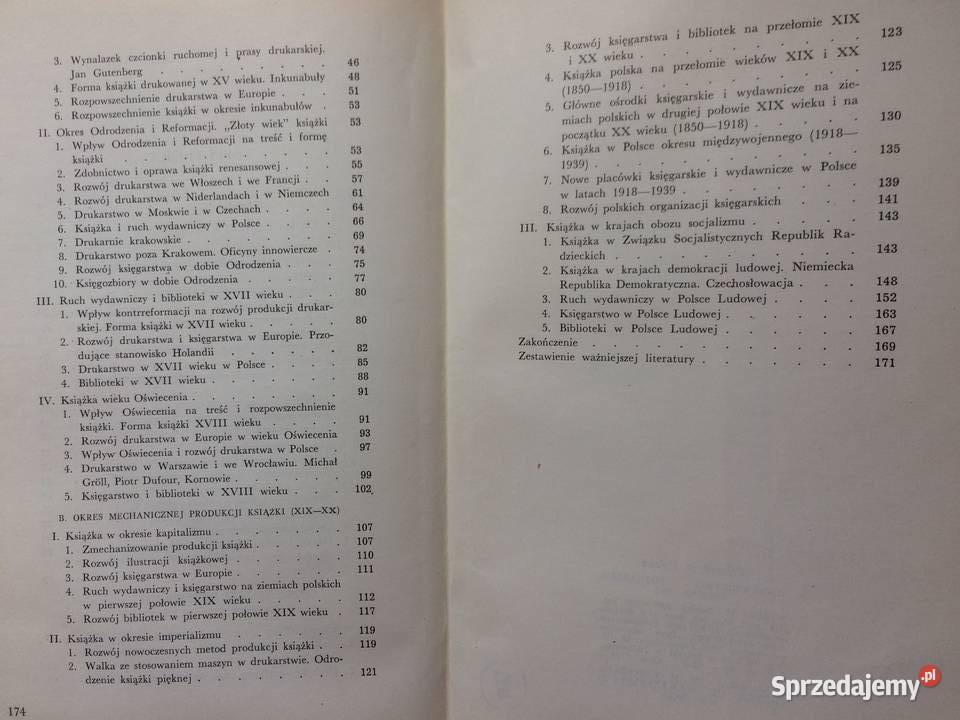 3. Wynalazek czcionki ruchomej i prasy drukarskiej.
Jan Gutenberg . . . . . . . . 46
4. Forma książki drukowanej w XV wieku. Inkunabuły 48
5. Rozpowszechnienie drukarstwa w Europie . . . 51
6. Rozpowszechnienie książki w okresie inkunabułów . 53
II. Okres Odrodzenia i Reformacji. „Złoty wiek” książki 53
1. Wpływ Odrodzenia i Reformacji na treść i formę
książki . . . . . . . . . . 53
2. Zdobnictwo i oprawa książki renesansowej . . . 55
3. Rozwój drukarstwa we Włoszech i we Francji . . 57
4. Rozwój drukarstwa w Niderlandach i w Niemczech 61
5. Drukarstwo w Moskwie i w Czechach . . . . 64
6. Książka i ruch wydawniczy w Polsce . . . . 66
7. Drukarnie krakowskie . . . . . . . 69
8. Drukarstwo poza Krakowem. Oficyny innowiercze . 74
9. Rozwój księgarstwa w dobie Odrodzenia . . . 75
10. Księgozbiory w dobie Odrodzenia . . . . 77
III. Ruch wydawniczy i biblioteki w XVII wieku . . . 80
1. Wpływ kontrreformacji na rozwój produkcji drukar-
skiej. Forma książki w XVII wieku . . . . 80
2. Rozwój drukarstwa i księgarstwa w Europie. Przo-
dujące stanowisko Holandii . . . . . 82
3. Drukarstwo w XVII wieku w Polsce . . . . 85
4. Biblioteki w XVII wieku . . . . . . 88
IV. Książka wieku Oświecenia . . . . . . . 91
1. Wpływ Oświecenia na treść i rozpowszechnienie
książki. Forma książki XVIII wieku . . . . 91
2. Rozwój drukarstwa w Europie w wieku Oświecenia 93
3. Wpływ Oświecenia i rozwój drukarstwa w Polsce . 97
4. Drukarstwo w Warszawie i we Wrocławiu. Michał
Gröll, Piotr Dufour, Kornowie . . . . . 99
5. Księgarstwo i biblioteki w XVIII wieku . . . 102
B. OKRES MECHANICZNEJ PRODUKCJI KSIĄŻKI (XIX—XX)
I. Książka w okresie kapitalizmu . . . . . . 107
1. Zmechanizowanie produkcji książki . . . . 107
2. Rozwój ilustracji książkowej . . . . . 110
3. Rozwój księgarstwa w Europie . . . . . 111
4. Ruch wydawniczy i księgarstwo na ziemiach polskich
w pierwszej połowie XIX wieku . . . . . 112
5. Rozwój bibliotek w pierwszej połowie XIX wieku . 117
II. Książka w okresie imperializmu . . . . . . 119
1. Rozwój nowoczesnych metod produkcji książki . . 119
2. Walka ze stosowaniem maszyn w drukarstwie. Odro-
dzenie książki pięknej . . . . . . . 121
174
3. Rozwój księgarstwa i bibliotek na przełomie XIX
i XX wieku . . . . . . . . . 123
4. Książka polska na przełomie wieków XIX i XX
(1850—1918) . . . . . . . . . 125
5. Główne ośrodki księgarskie i wydawnicze na zie-
miach polskich w drugiej połowie XIX wieku i na
początku XX wieku (1850—1918) . . . . . 130
6. Książka w Polsce okresu międzywojennego (1918—
1939) . . . . . . . . . . 135
7. Nowe placówki księgarskie i wydawnicze w Polsce
w latach 1918—1939 . . . . . . . 139
8. Rozwój polskich organizacji księgarskich . . . 141
III. Książka w krajach obozu socjalizmu . . . . . 143
1. Książka w Związku Socjalistycznych Republik Ra-
dzieckich . . . . . . . . . 143
2. Książka w krajach demokracji ludowej. Niemiecka
Republika Demokratyczna. Czechosłowacja . . . 148
3. Ruch wydawniczy w Polsce Ludowej . . . . 152
4. Księgarstwo w Polsce Ludowej . . . . . 163
5. Biblioteki w Polsce Ludowej . . . . . 167
Zakończenie . . . . . . . . . . 169
Zestawienie ważniejszej literatury . . . . . . 171
Sprzedajemy.pl